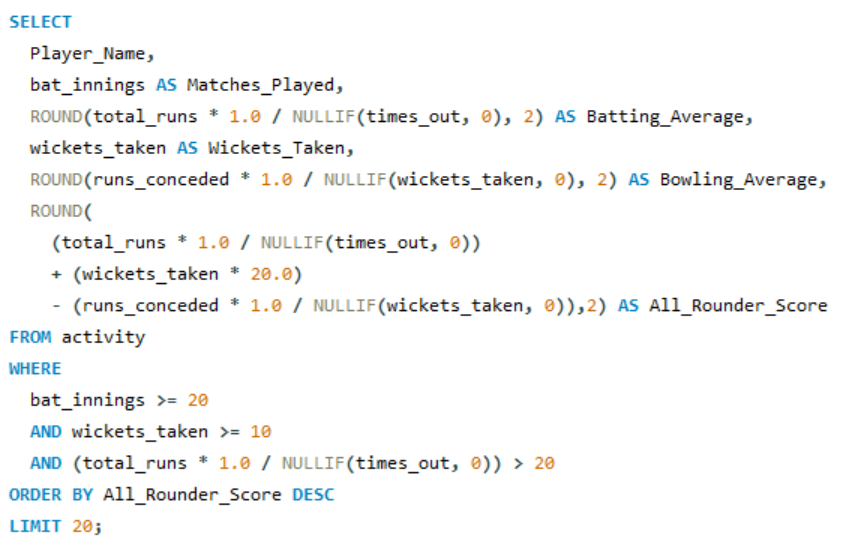 SELECT
Player_Name,
bat_innings AS Matches_Played,
ROUND(total_runs * 1.0 / NULLIF(times_out, 0), 2) AS Batting_Average,
wickets_taken AS Wickets_Taken,
ROUND(runs_conceded * 1.0 / NULLIF(wickets_taken, 0), 2) AS Bowling_Average,
ROUND(
(total_runs * 1.0 / NULLIF(times_out, 0))
+ (wickets_taken * 20.0)
- (runs_conceded * 1.0 / NULLIF(wickets_taken, 0)),2) AS All_Rounder_Score
FROM activity
WHERE
bat_innings >= 20
AND wickets_taken >= 10
AND (total_runs * 1.0 / NULLIF(times_out, 0)) > 20
ORDER BY All_Rounder_Score DESC
LIMIT 20;